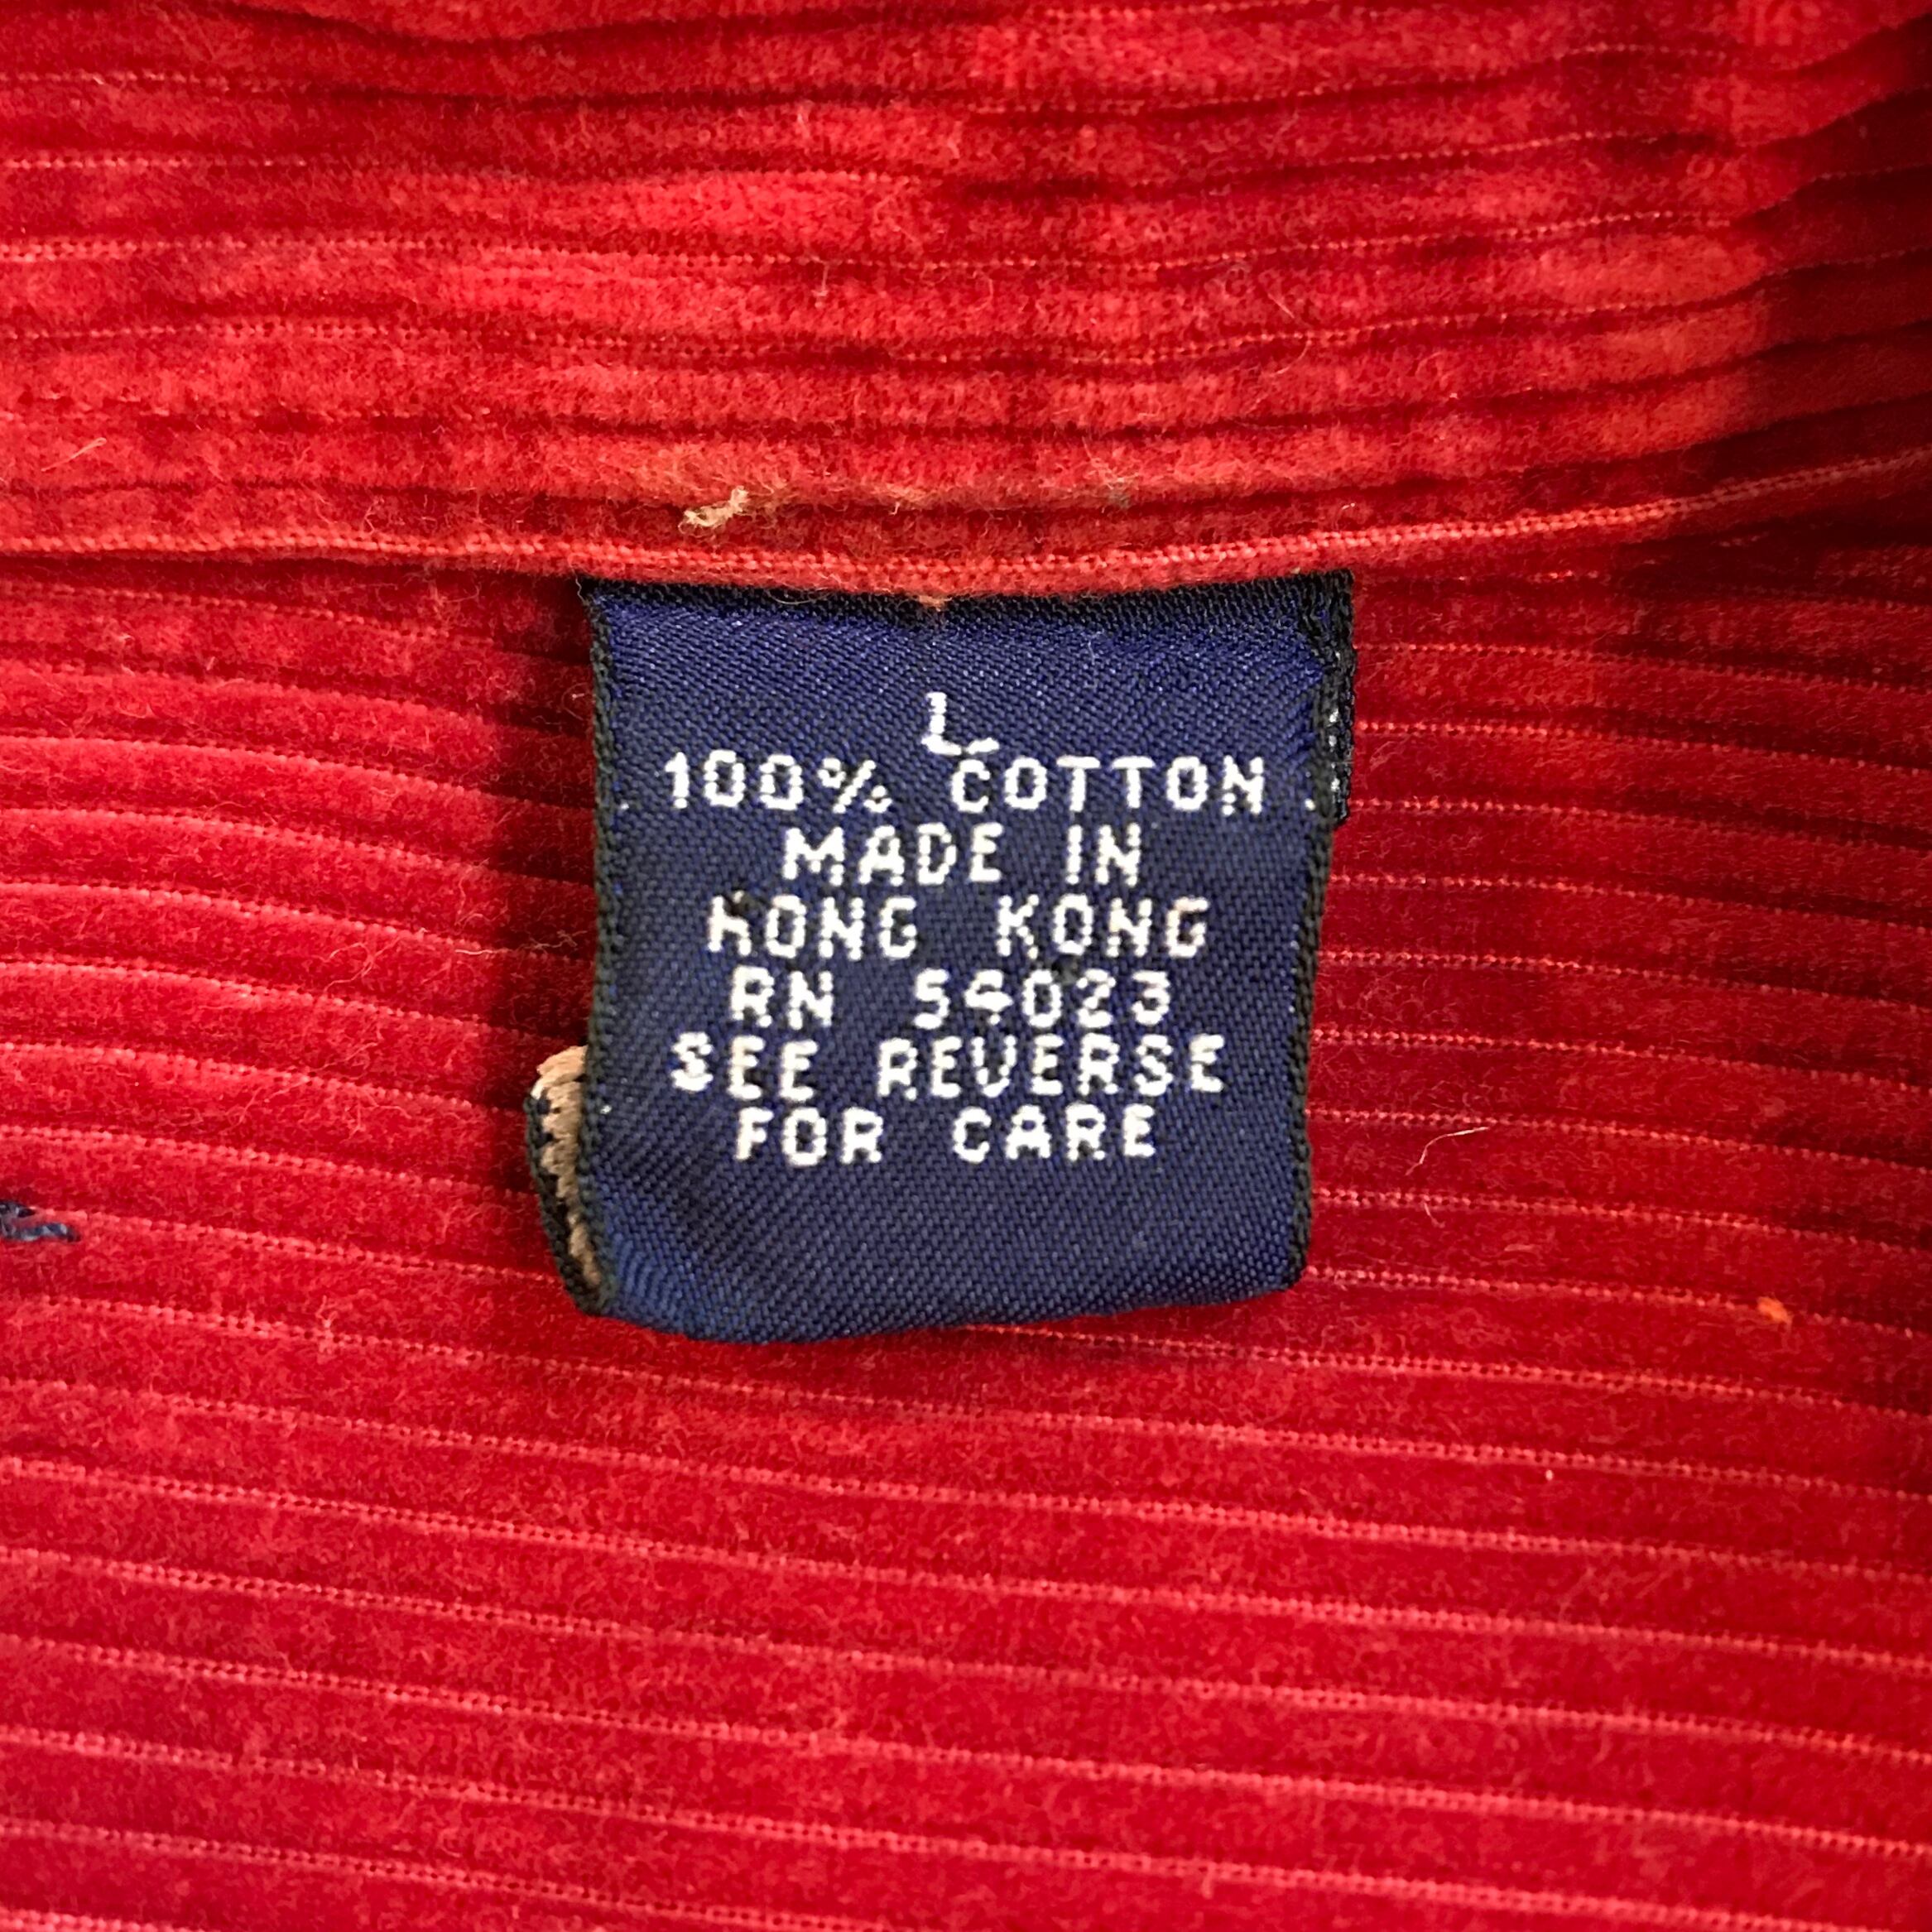 L
100% COTTON
MADE IN
HONG KONG
RN 54023
SEE REVERSE
FOR CARE